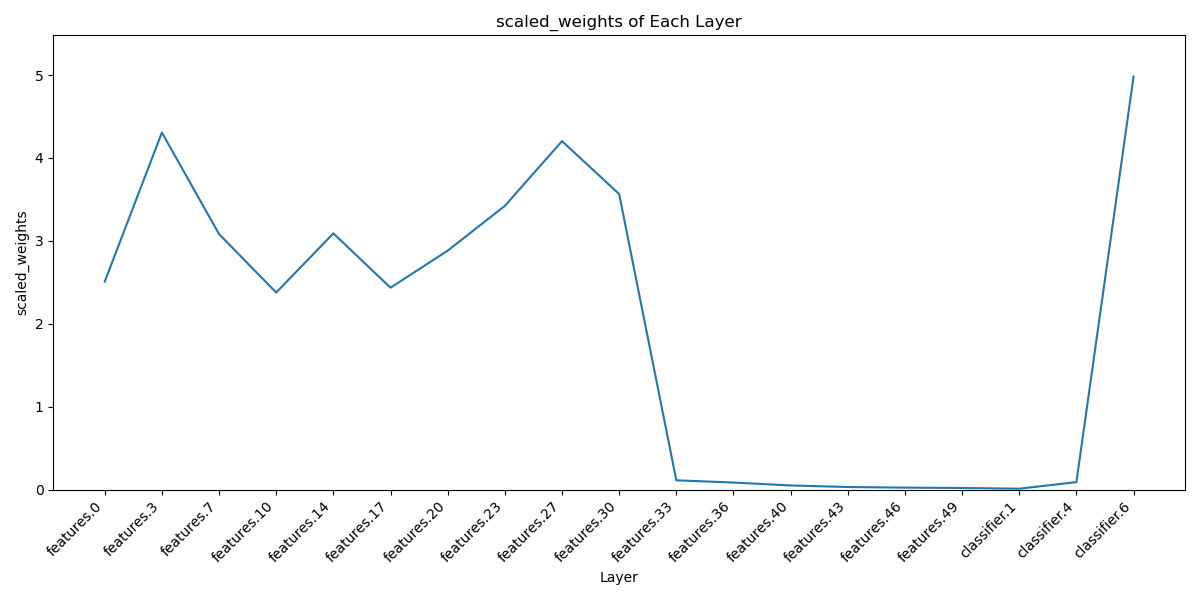 scaled_weights of Each Layer
scaled_weights
5
4
3
2
1
0
features.0
features.3
features.7
features.10
features.14
features.17
features.20
features.23
features.27
features.30
features.33
features.36
features.40
features.43
features.46
features.49
classifier.1
classifier.4
classifier.6
Layer